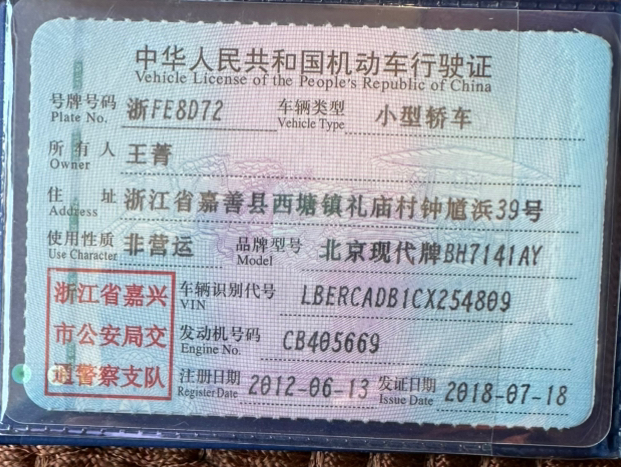 中华人民共和国机动车行驶证
Vehicle License of the People's Republic of China
号牌号码 浙FE8D72 车辆类型 小型轿车
Plate No. Vehicle Type
所有人 王菁
Owner
住址 浙江省嘉善县西塘镇礼庙村钟馗浜39号
Address
使用性质 非营运 品牌型号 北京现代牌BH7141AY
Use Character Model
浙江省嘉兴 车辆识别代号 LBERCADB1CX254809
VIN
市公安局交 发动机号码 CB405669
Engine No.
通警察支队 注册日期 2012-06-13 发证日期 2018-07-18
Register Date Issue Date